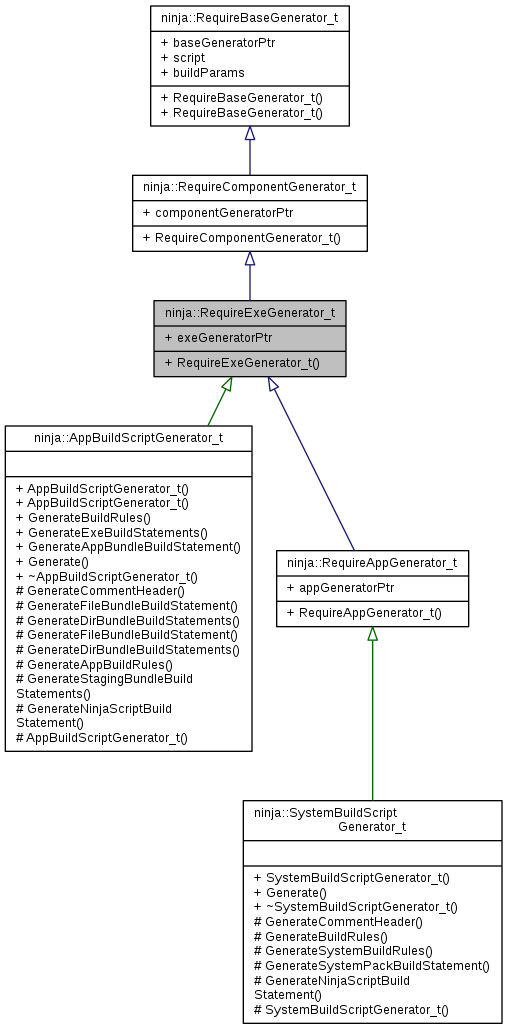 ninja::RequireBaseGenerator_t
+ baseGeneratorPtr
+ script
+ buildParams
+ RequireBaseGenerator_t()
+ RequireBaseGenerator_t()
ninja::RequireComponentGenerator_t
+ componentGeneratorPtr
+ RequireComponentGenerator_t()
ninja::RequireExeGenerator_t
+ exeGeneratorPtr
+ RequireExeGenerator_t()
ninja::AppBuildScriptGenerator_t
+ AppBuildScriptGenerator_t()
+ AppBuildScriptGenerator_t()
+ GenerateBuildRules()
+ GenerateExeBuildStatements()
+ GenerateAppBundleBuildStatement()
+ Generate()
+ ~AppBuildScriptGenerator_t()
# GenerateCommentHeader()
# GenerateFileBundleBuildStatement()
# GenerateDirBundleBuildStatements()
# GenerateFileBundleBuildStatement()
# GenerateDirBundleBuildStatements()
# GenerateAppBuildRules()
# GenerateStagingBundleBuild
Statements()
# GenerateNinjaScriptBuild
Statement()
# AppBuildScriptGenerator_t()
ninja::RequireAppGenerator_t
+ appGeneratorPtr
+ RequireAppGenerator_t()
ninja::SystemBuildScript
Generator_t
+ SystemBuildScriptGenerator_t()
+ Generate()
+ ~SystemBuildScriptGenerator_t()
# GenerateCommentHeader()
# GenerateBuildRules()
# GenerateSystemBuildRules()
# GenerateSystemPackBuildStatement()
# GenerateNinjaScriptBuild
Statement()
# SystemBuildScriptGenerator_t()